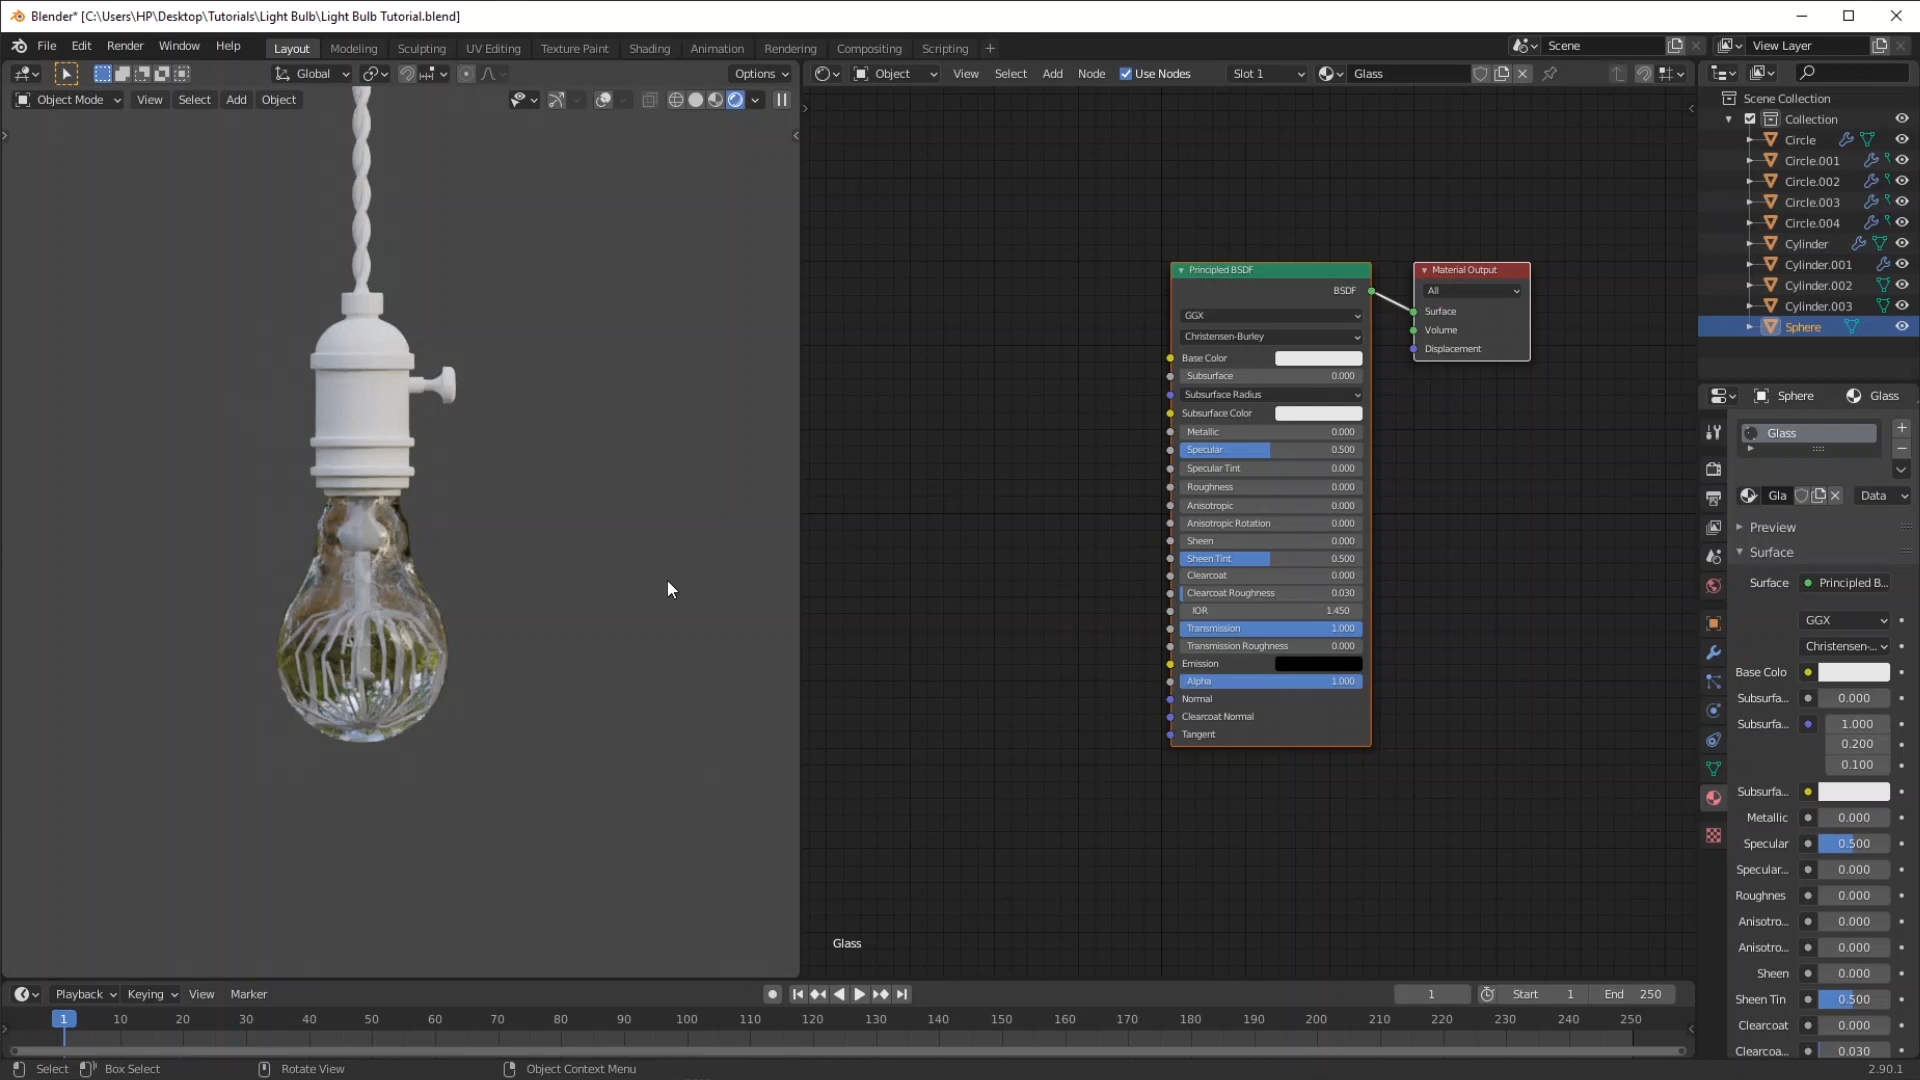 Blender* [C:\Users\HP\Desktop\Tutorials\Light Bulb\Light Bulb Tutorial.blend]
File Edit Render Window Help Layout Modeling Sculpting UV Editing Texture Paint Shading Animation Rendering Compositing Scripting + Scene View Layer
Global Options Object View Select Add Node Use Nodes Slot 1 Glass
Object Mode View Select Add Object
Scene Collection
Collection
Circle
Circle.001
Circle.002
Circle.003
Circle.004
Cylinder
Cylinder.001
Cylinder.002
Cylinder.003
Sphere
Principled BSDF
BSDF
GGX
Christensen-Burley
Base Color
Subsurface 0.000
Subsurface Radius
Subsurface Color
Metallic 0.000
Specular 0.500
Specular Tint 0.000
Roughness 0.000
Anisotropic 0.000
Anisotropic Rotation 0.000
Sheen 0.000
Sheen Tint 0.500
Clearcoat 0.000
Clearcoat Roughness 0.030
IOR 1.450
Transmission 1.000
Transmission Roughness 0.000
Emission
Alpha 1.000
Normal
Clearcoat Normal
Tangent
Material Output
All
Surface
Volume
Displacement
Glass
Sphere Glass
Glass
Gla Data
Preview
Surface
Surface Principled B...
GGX
Christensen-...
Base Colo
Subsurfa... 0.000
Subsurfa... 1.000
0.200
0.100
Subsurfa...
Metallic 0.000
Specular 0.500
Specular... 0.000
Roughnes 0.000
Anisotro... 0.000
Anisotro... 0.000
Sheen 0.000
Sheen Tin 0.500
Clearcoat 0.000
Clearcoa... 0.030
Playback Keying View Marker 1 Start 1 End 250
1 10 20 30 40 50 60 70 80 90 100 110 120 130 140 150 160 170 180 190 200 210 220 230 240 250
Select Box Select Rotate View Object Context Menu 2.90.1